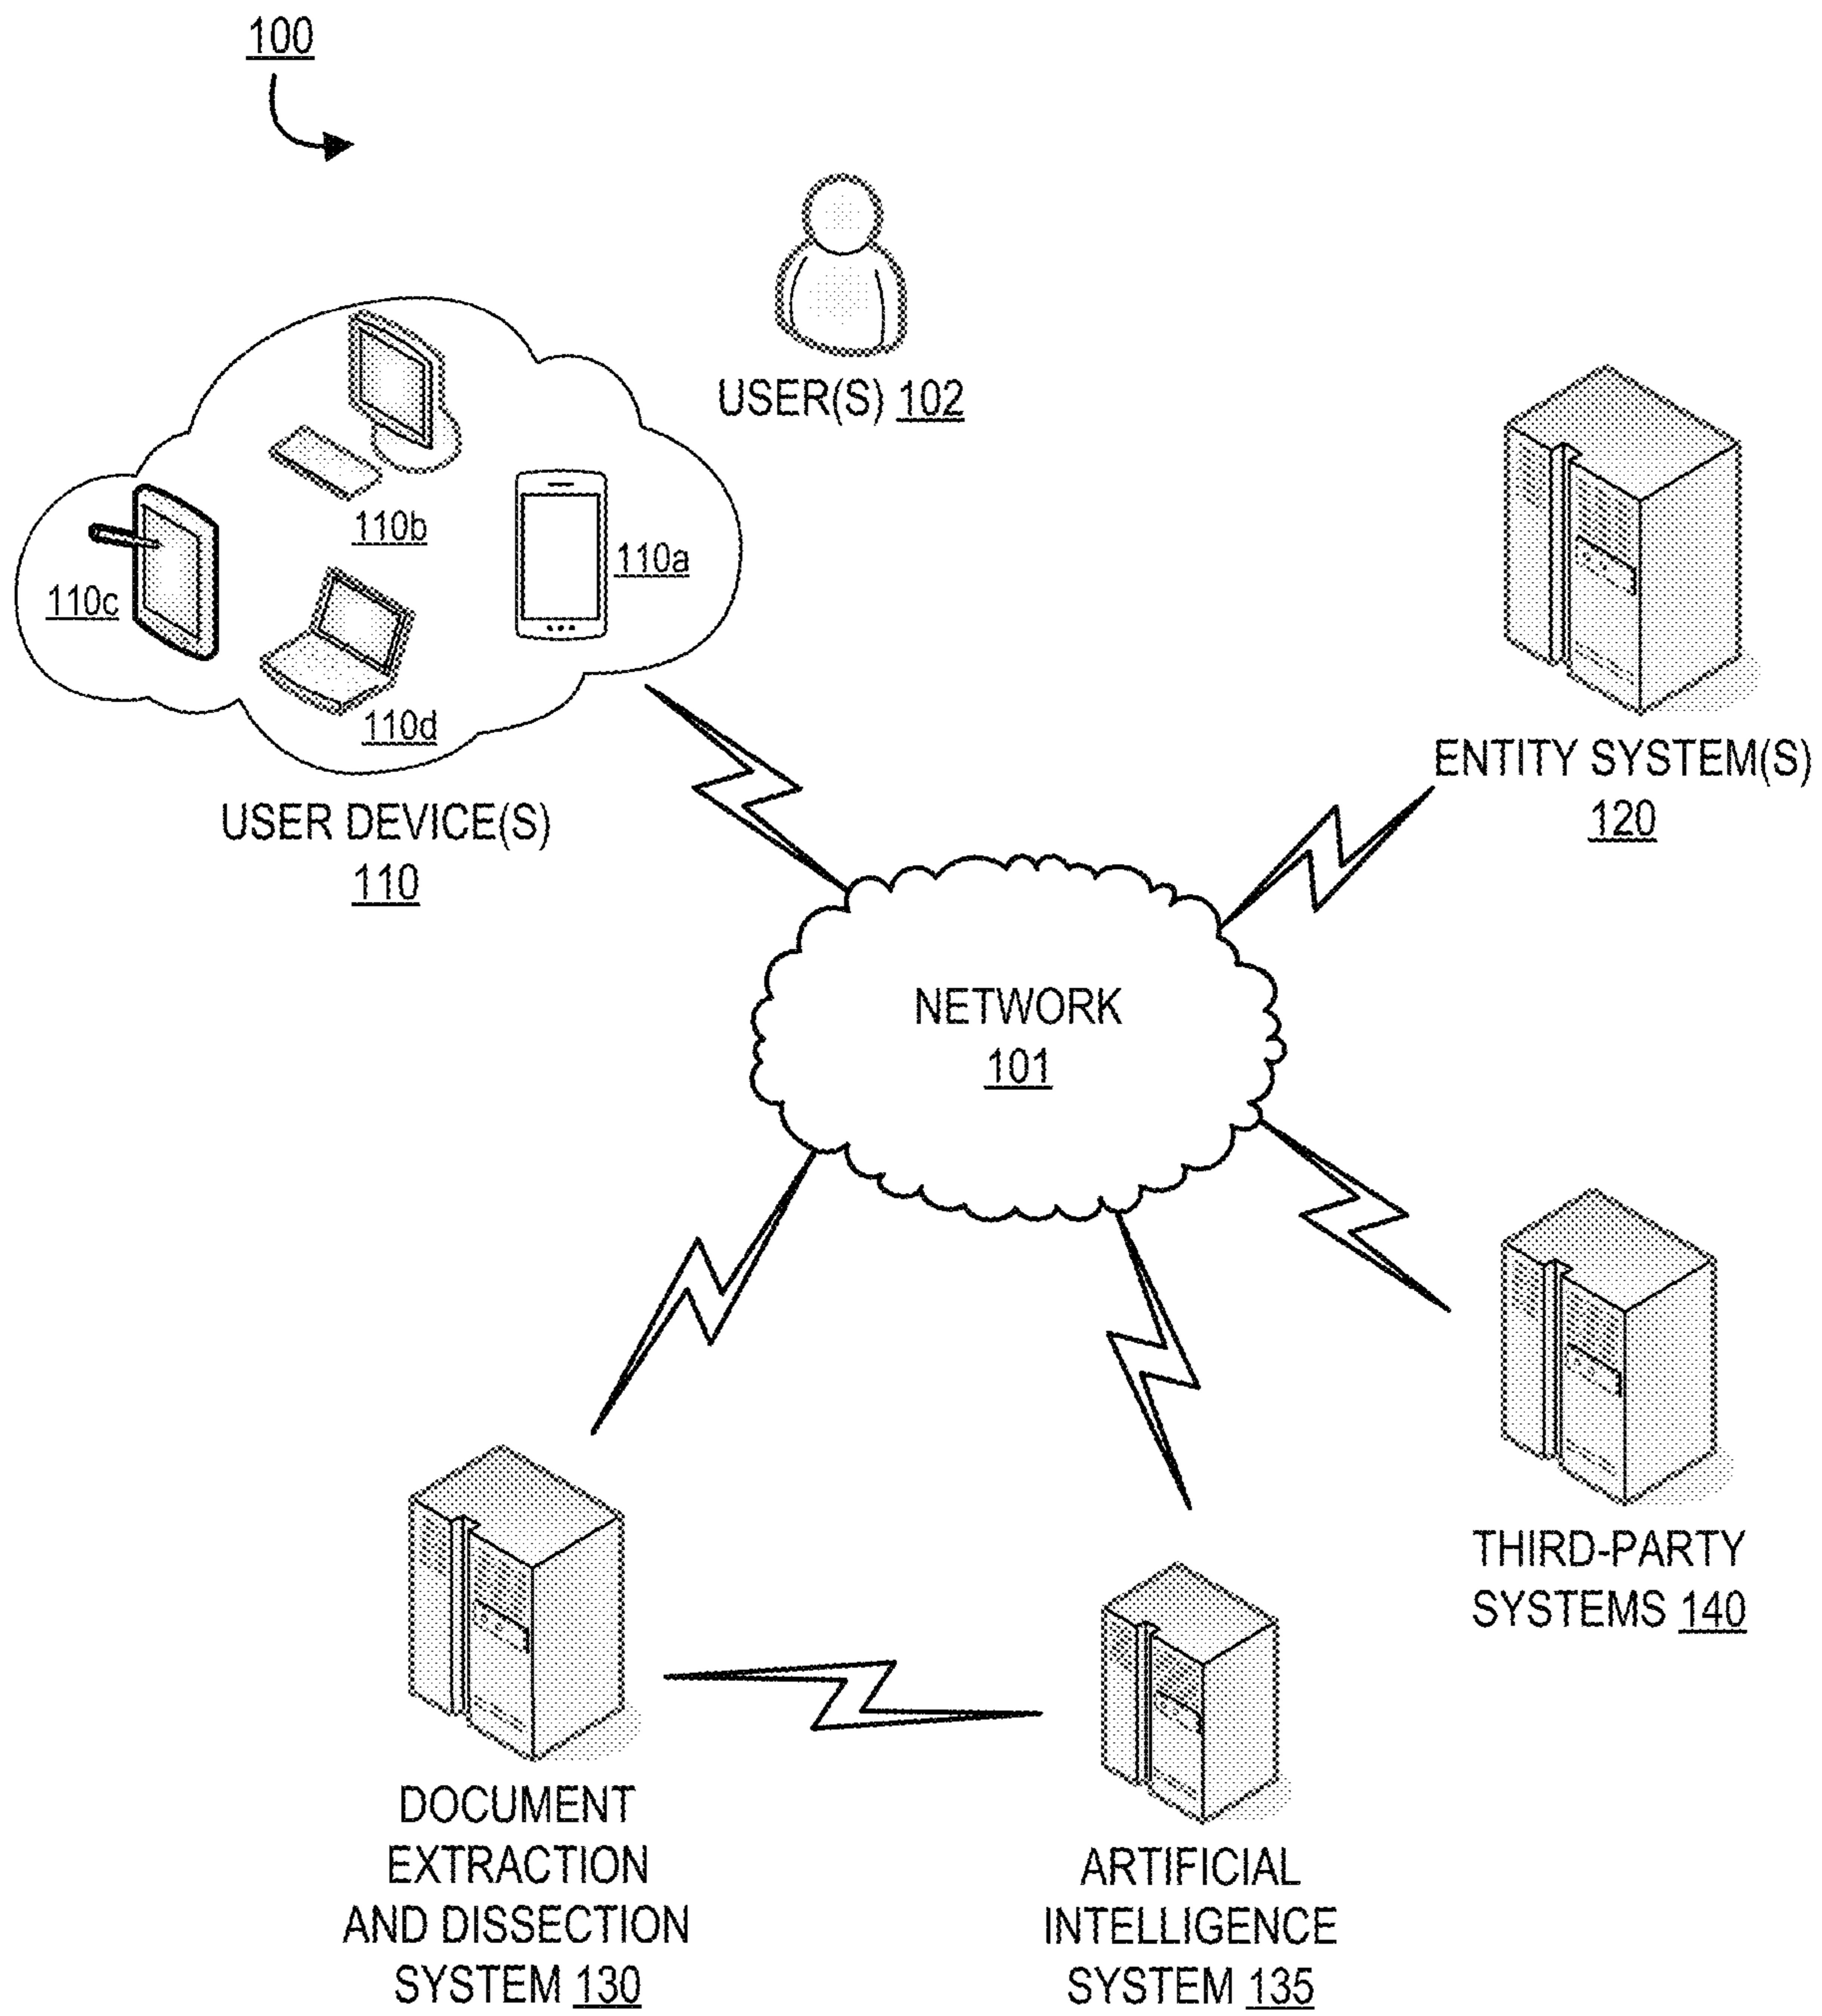 100
USER(S) 102
110b
110a
110c
110d
USER DEVICE(S)
110
ENTITY SYSTEM(S)
120
NETWORK
101
THIRD-PARTY
SYSTEMS 140
DOCUMENT
EXTRACTION
AND DISSECTION
SYSTEM 130
ARTIFICIAL
INTELLIGENCE
SYSTEM 135